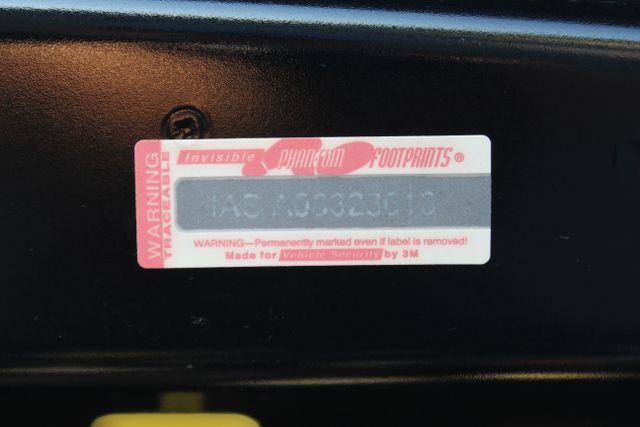 WARNING
TRACEABLE
Invisible PHANTOM FOOTPRINTS®
WARNING—Permanently marked even if label is removed!
Made for Vehicle Security by 3M